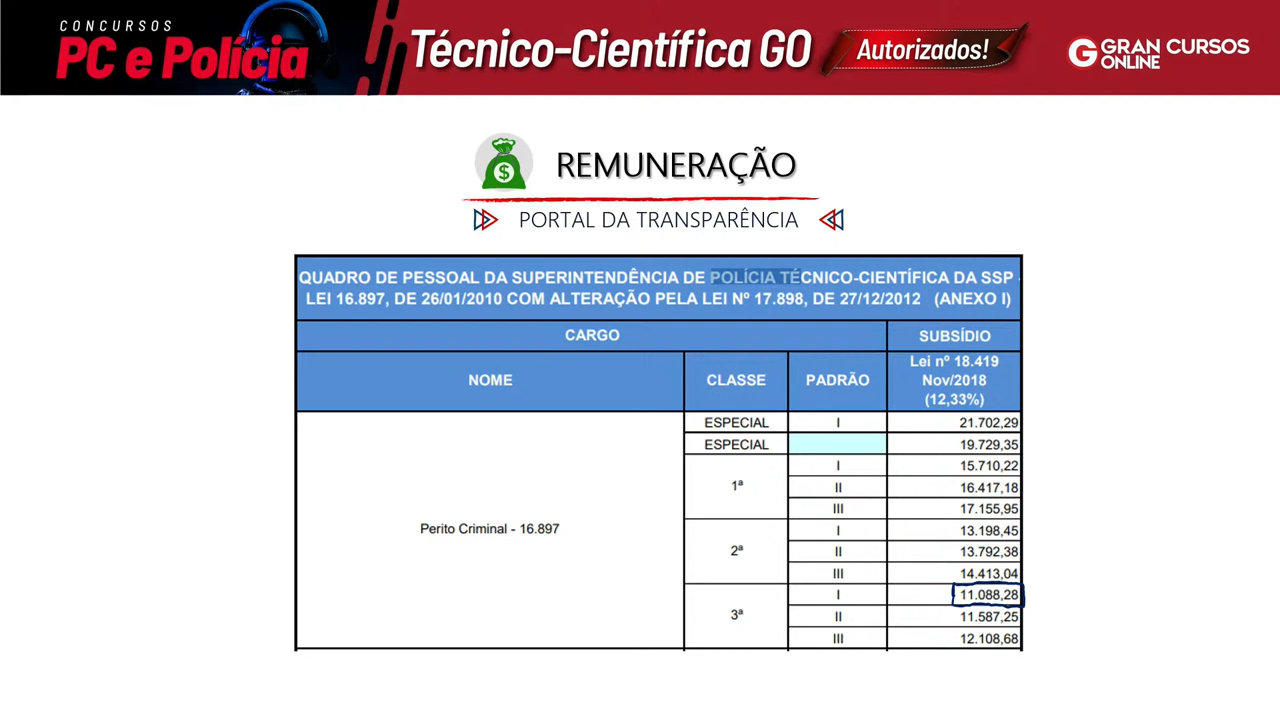 CONCURSOS
PC e Polícia Técnico-Científica GO Autorizados!
GRAN CURSOS
ONLINE
$ REMUNERAÇÃO
PORTAL DA TRANSPARÊNCIA
QUADRO DE PESSOAL DA SUPERINTENDÊNCIA DE POLÍCIA TÉCNICO-CIENTÍFICA DA SSP -
LEI 16.897, DE 26/01/2010 COM ALTERAÇÃO PELA LEI Nº 17.898, DE 27/12/2012 (ANEXO I)
CARGO SUBSÍDIO
NOME CLASSE PADRÃO Lei nº 18.419
Nov/2018
(12,33%)
ESPECIAL I 21.702,29
ESPECIAL 19.729,35
1ª I 15.710,22
II 16.417,18
III 17.155,95
Perito Criminal - 16.897
2ª I 13.198,45
II 13.792,38
III 14.413,04
3ª I 11.088,28
II 11.587,25
III 12.108,68